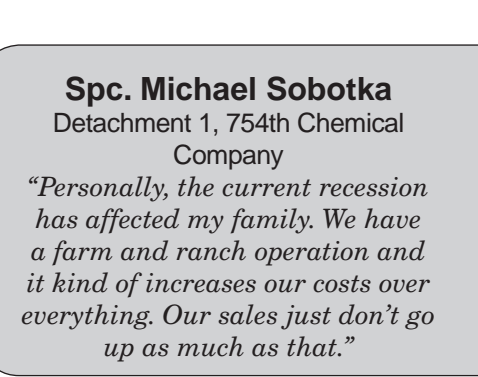 Spc. Michael Sobotka
Detachment 1, 754th Chemical
Company
“Personally, the current recession
has affected my family. We have
a farm and ranch operation and
it kind of increases our costs over
everything. Our sales just don’t go
up as much as that.”